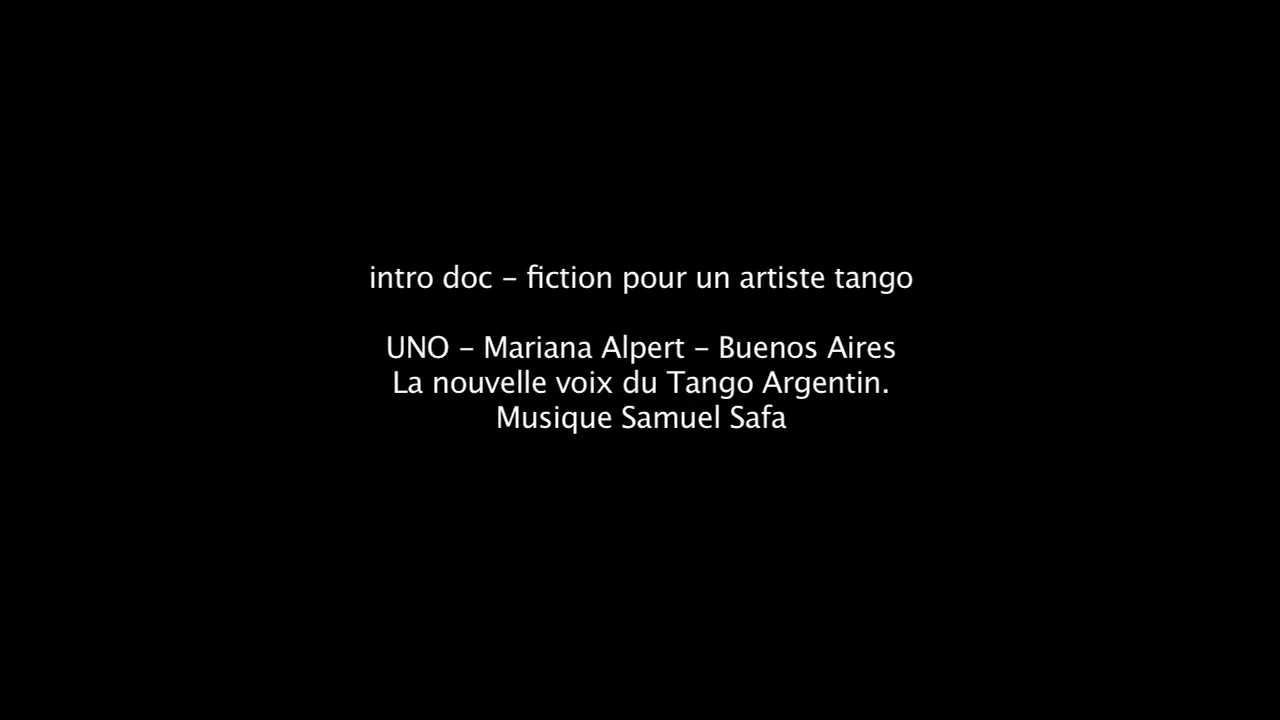 intro doc – fiction pour un artiste tango
UNO – Mariana Alpert – Buenos Aires
La nouvelle voix du Tango Argentin.
Musique Samuel Safa